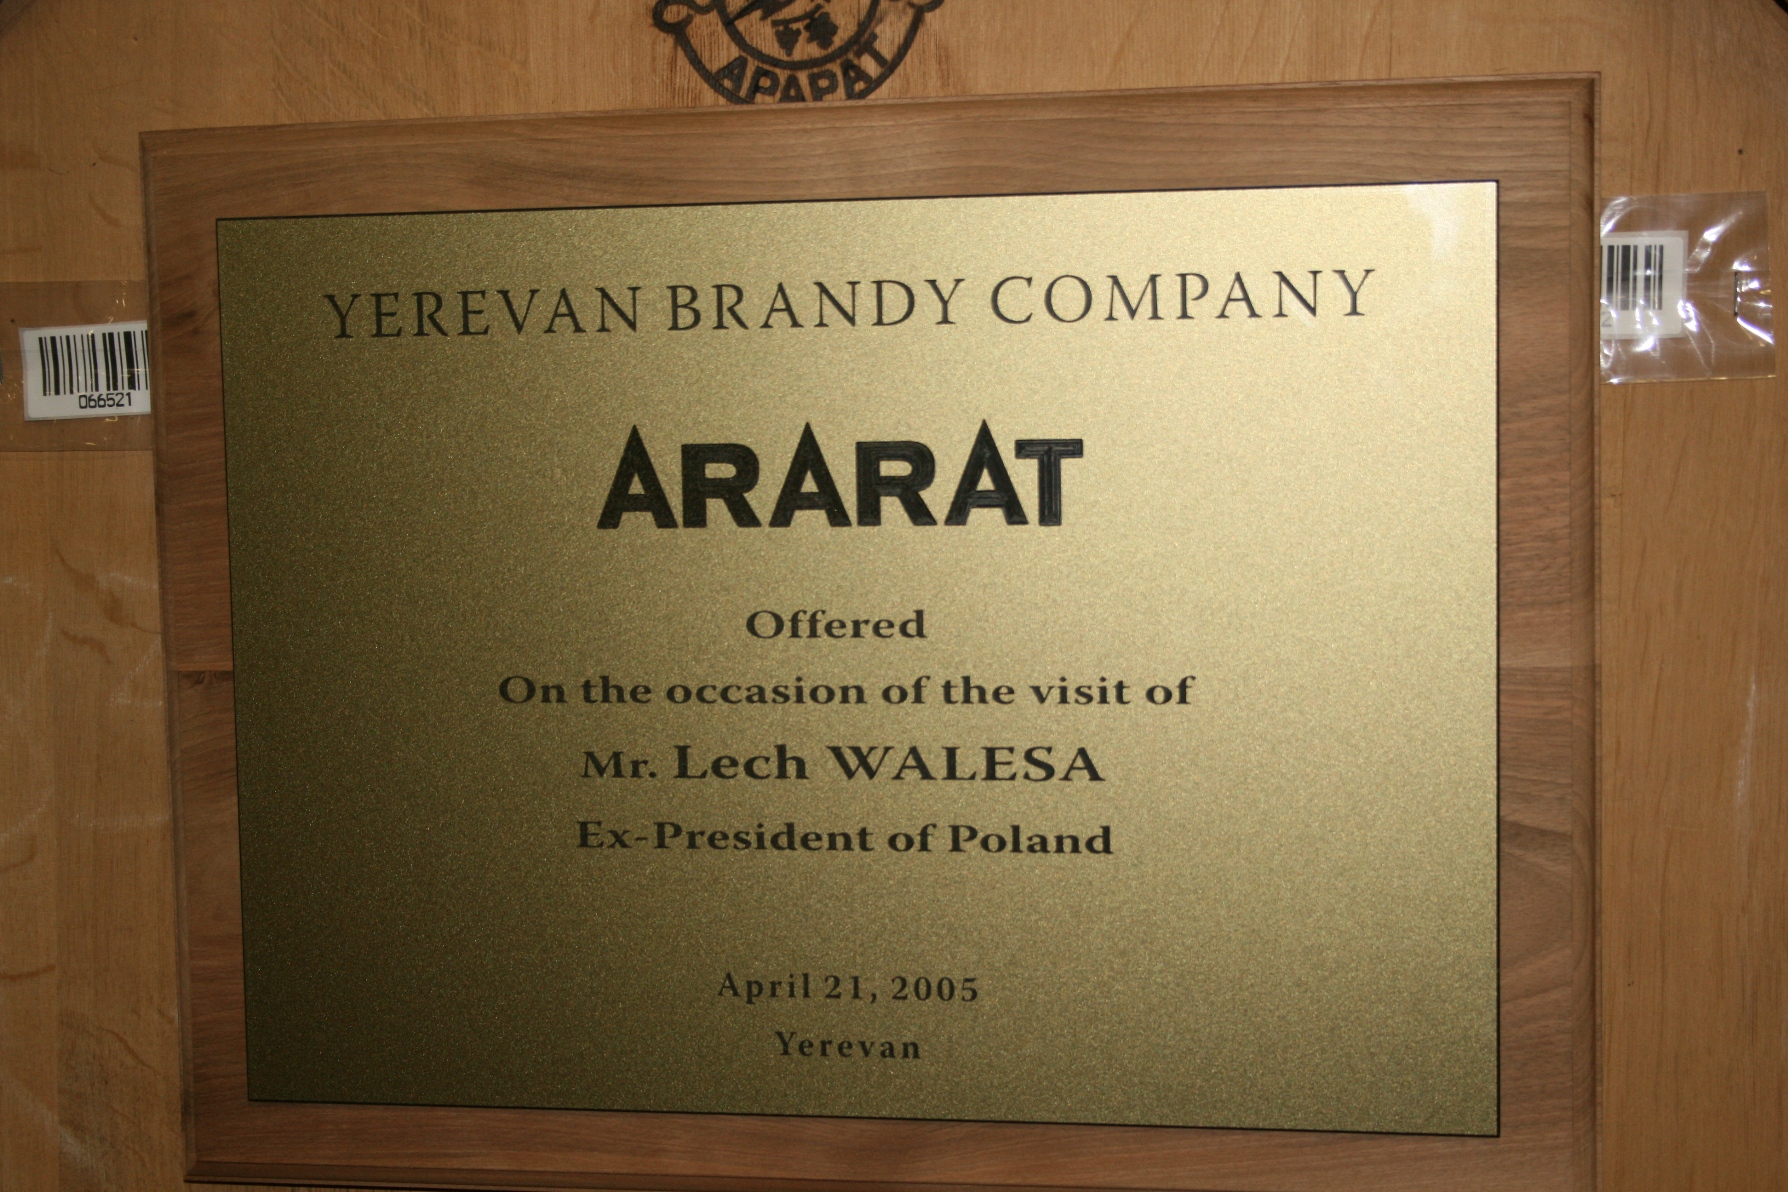 АРАРАТ
YEREVAN BRANDY COMPANY
ARARAT
Offered
On the occasion of the visit of
Mr. Lech WALESA
Ex-President of Poland
April 21, 2005
Yerevan
066521